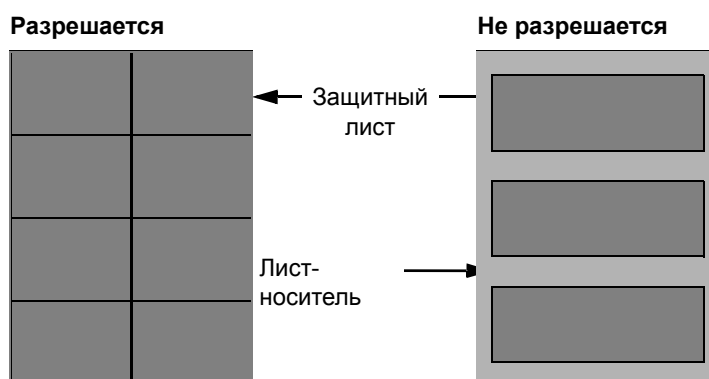 Разрешается
Не разрешается
Защитный
лист
Лист-
носитель